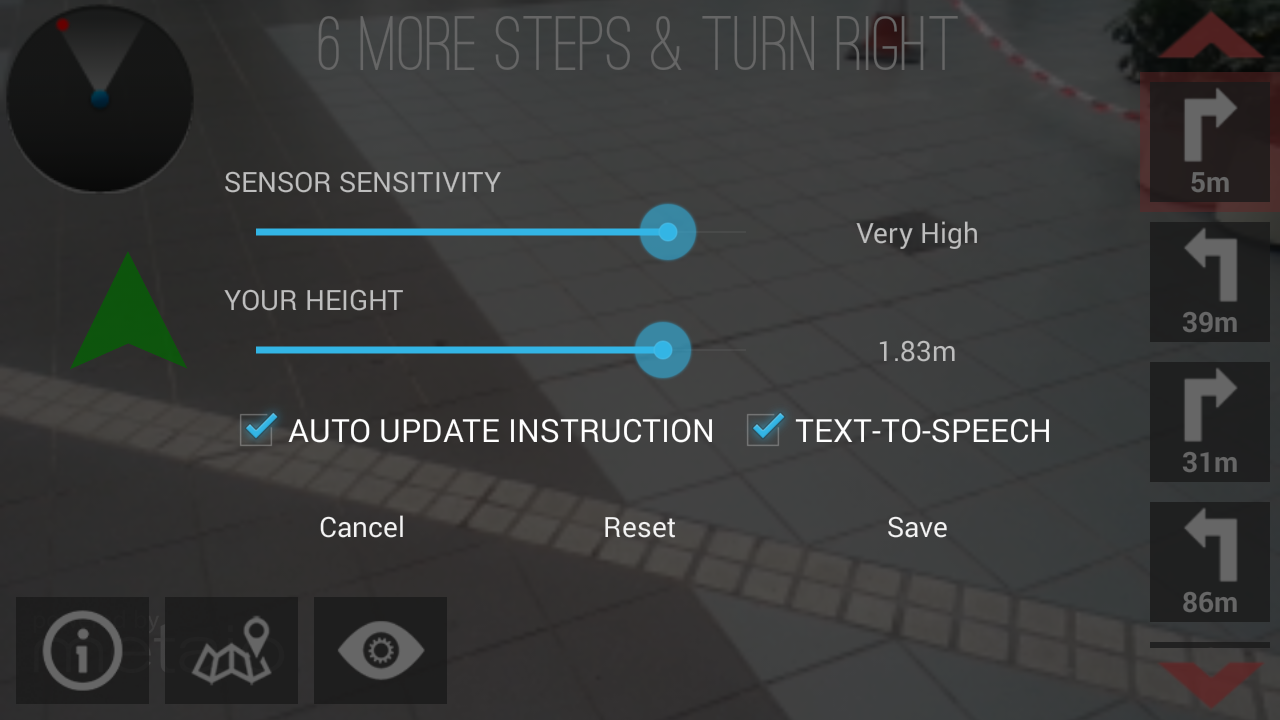 6 MORE STEPS & TURN RIGHT
SENSOR SENSITIVITY
Very High
YOUR HEIGHT
1.83m
AUTO UPDATE INSTRUCTION
TEXT-TO-SPEECH
Cancel
Reset
Save
5m
39m
31m
86m